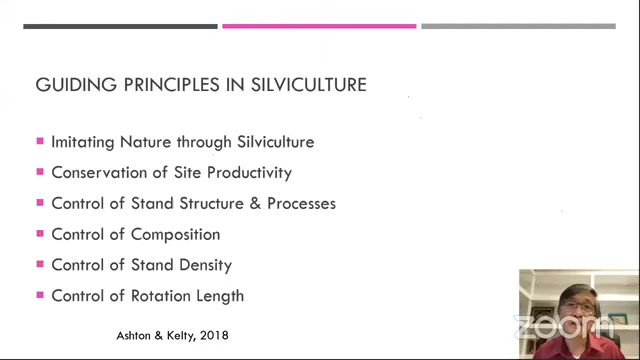 GUIDING PRINCIPLES IN SILVICULTURE
Imitating Nature through Silviculture
Conservation of Site Productivity
Control of Stand Structure & Processes
Control of Composition
Control of Stand Density
Control of Rotation Length
Ashton & Kelty, 2018
zoom